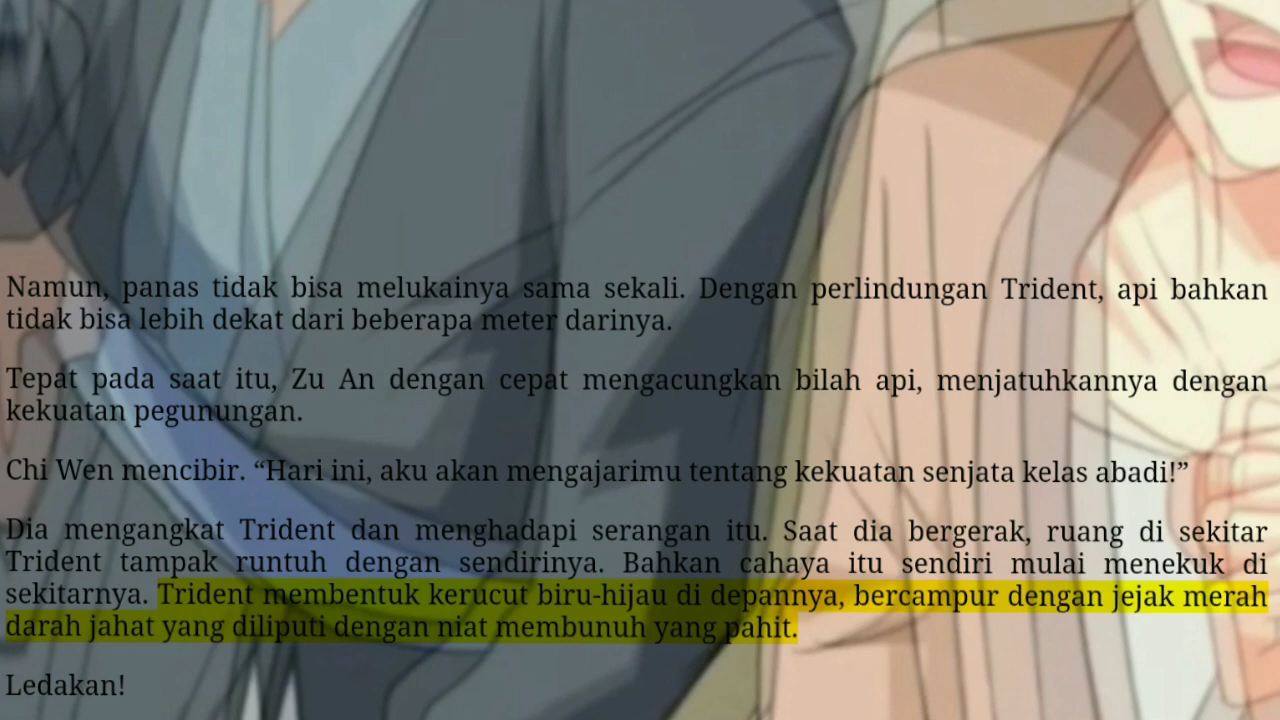 Namun, panas tidak bisa melukainya sama sekali. Dengan perlindungan Trident, api bahkan
tidak bisa lebih dekat dari beberapa meter darinya.
Tepat pada saat itu, Zu An dengan cepat mengacungkan bilah api, menjatuhkannya dengan
kekuatan pegunungan.
Chi Wen mencibir. “Hari ini, aku akan mengajarimu tentang kekuatan senjata kelas abadi!”
Dia mengangkat Trident dan menghadapi serangan itu. Saat dia bergerak, ruang di sekitar
Trident tampak runtuh dengan sendirinya. Bahkan cahaya itu sendiri mulai menekuk di
sekitarnya. Trident membentuk kerucut biru-hijau di depannya, bercampur dengan jejak merah
darah jahat yang diliputi dengan niat membunuh yang pahit.
Ledakan!